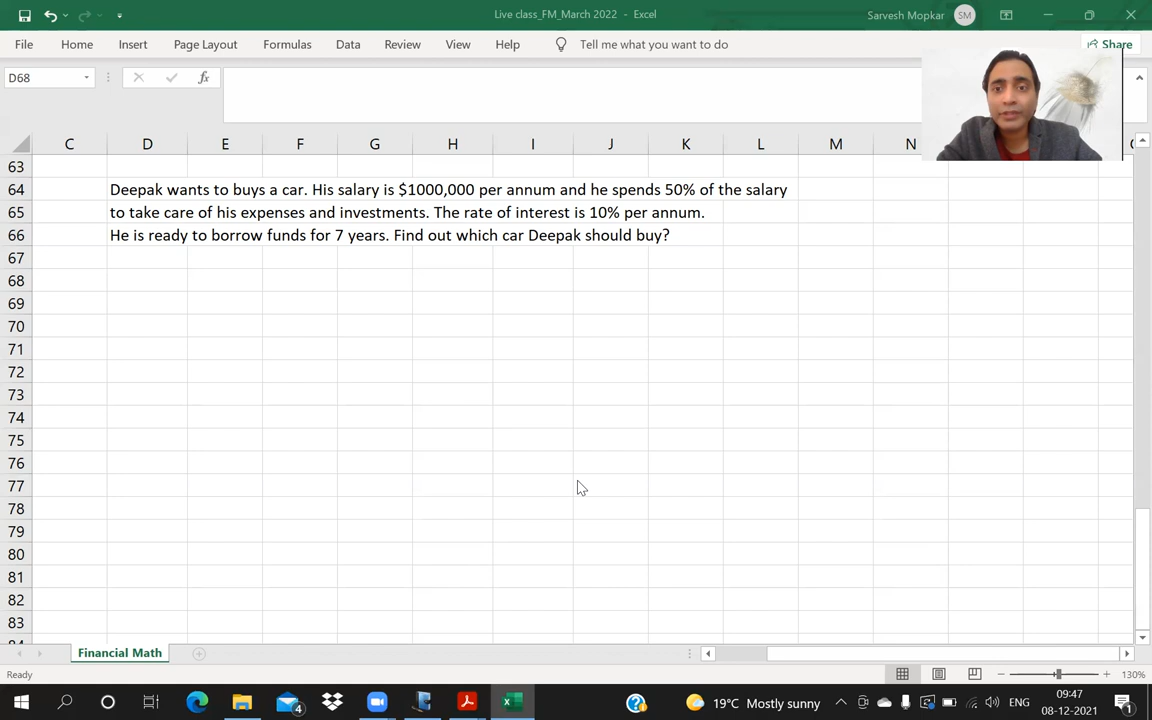 Live class_FM_March 2022 - Excel
Sarvesh Mopkar SM
File Home Insert Page Layout Formulas Data Review View Help Tell me what you want to do Share
D68 fx
C D E F G H I J K L M N
63
64 Deepak wants to buys a car. His salary is $1000,000 per annum and he spends 50% of the salary
65 to take care of his expenses and investments. The rate of interest is 10% per annum.
66 He is ready to borrow funds for 7 years. Find out which car Deepak should buy?
67
68
69
70
71
72
73
74
75
76
77
78
79
80
81
82
83
Financial Math
Ready 130%
4 19°C Mostly sunny ENG 09:47
08-12-2021 1